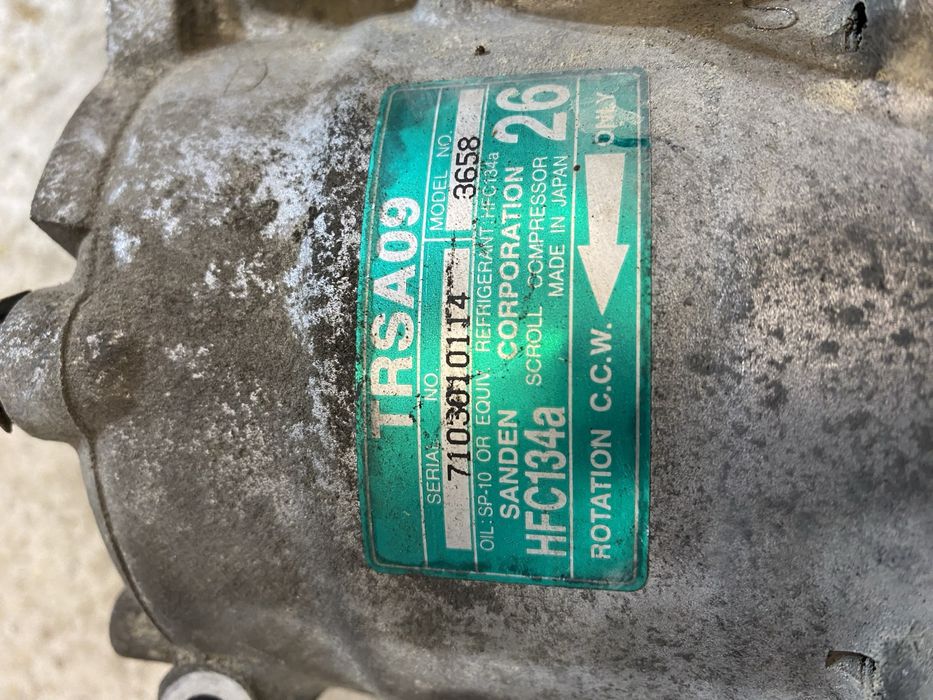 TRSA09
SERIAL NO. MODEL NO.
7103010114 3658
OIL: SP-10 OR EQUIV. REFRIGERANT: HFC134a
SANDEN CORPORATION 26
HFC134a SCROLL COMPRESSOR
MADE IN JAPAN
ROTATION C.C.W. ONLY